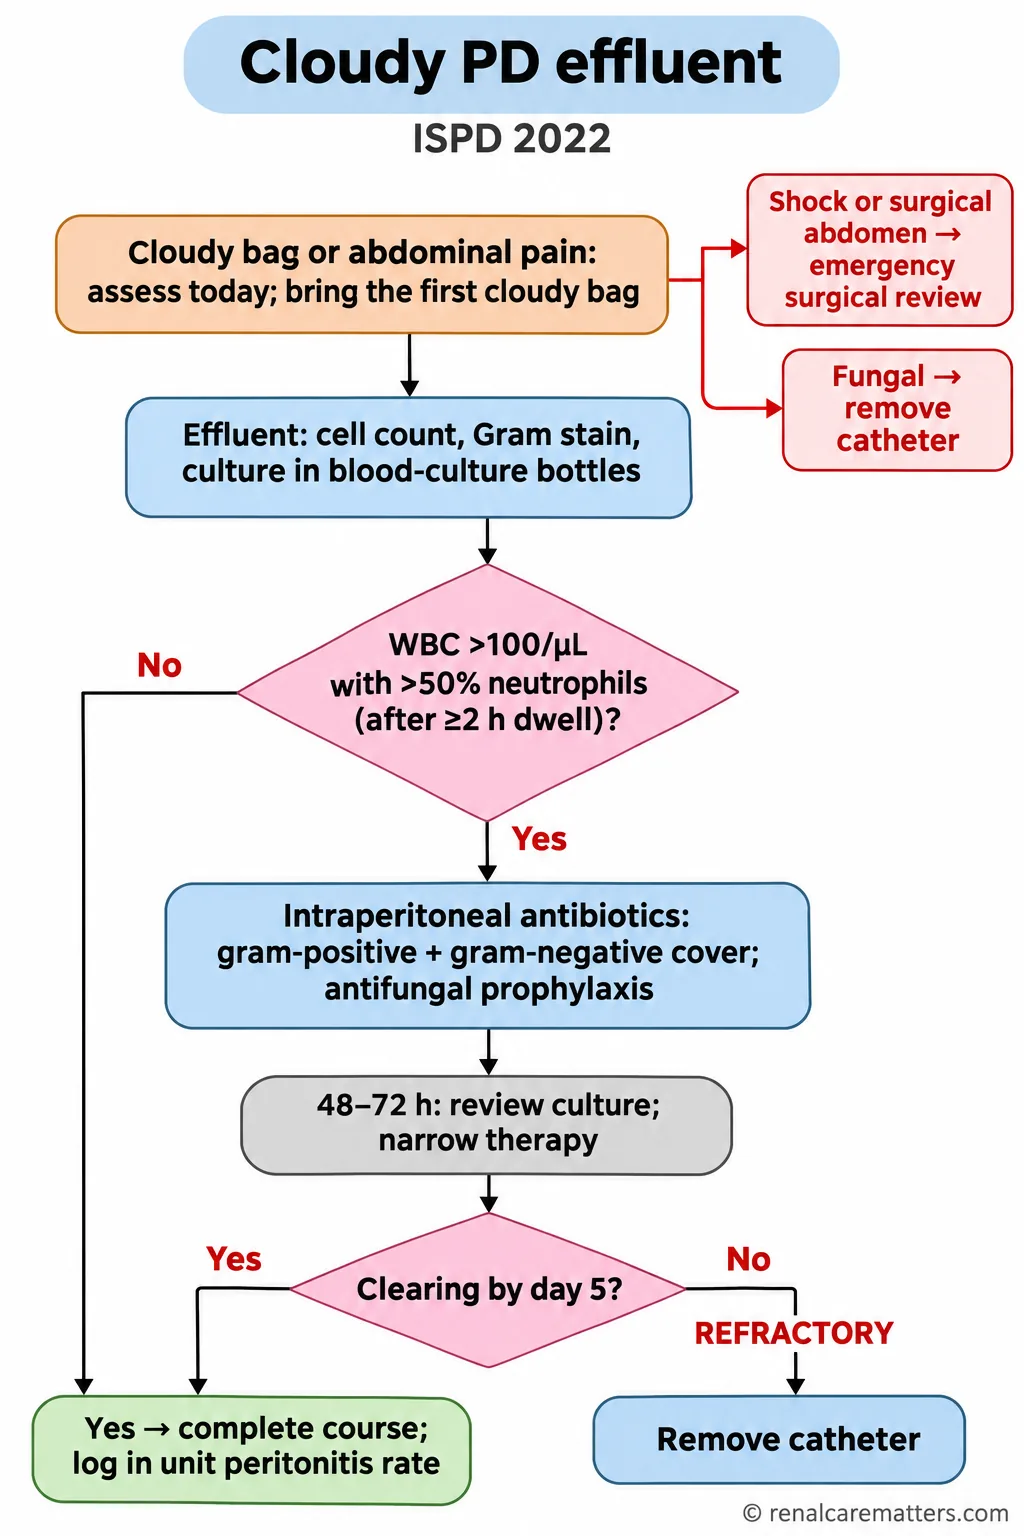 Cloudy PD effluent
ISPD 2022
Cloudy bag or abdominal pain:
assess today; bring the first cloudy bag
Shock or surgical
abdomen →
emergency
surgical review
Fungal →
remove
catheter
Effluent: cell count, Gram stain,
culture in blood-culture bottles
WBC >100/µL
with >50% neutrophils
(after ≥2 h dwell)?
No
Yes
Intraperitoneal antibiotics:
gram-positive + gram-negative cover;
antifungal prophylaxis
48–72 h: review culture;
narrow therapy
Clearing by day 5?
Yes
No
REFRACTORY
Yes → complete course;
log in unit peritonitis rate
Remove catheter
© renalcarematters.com